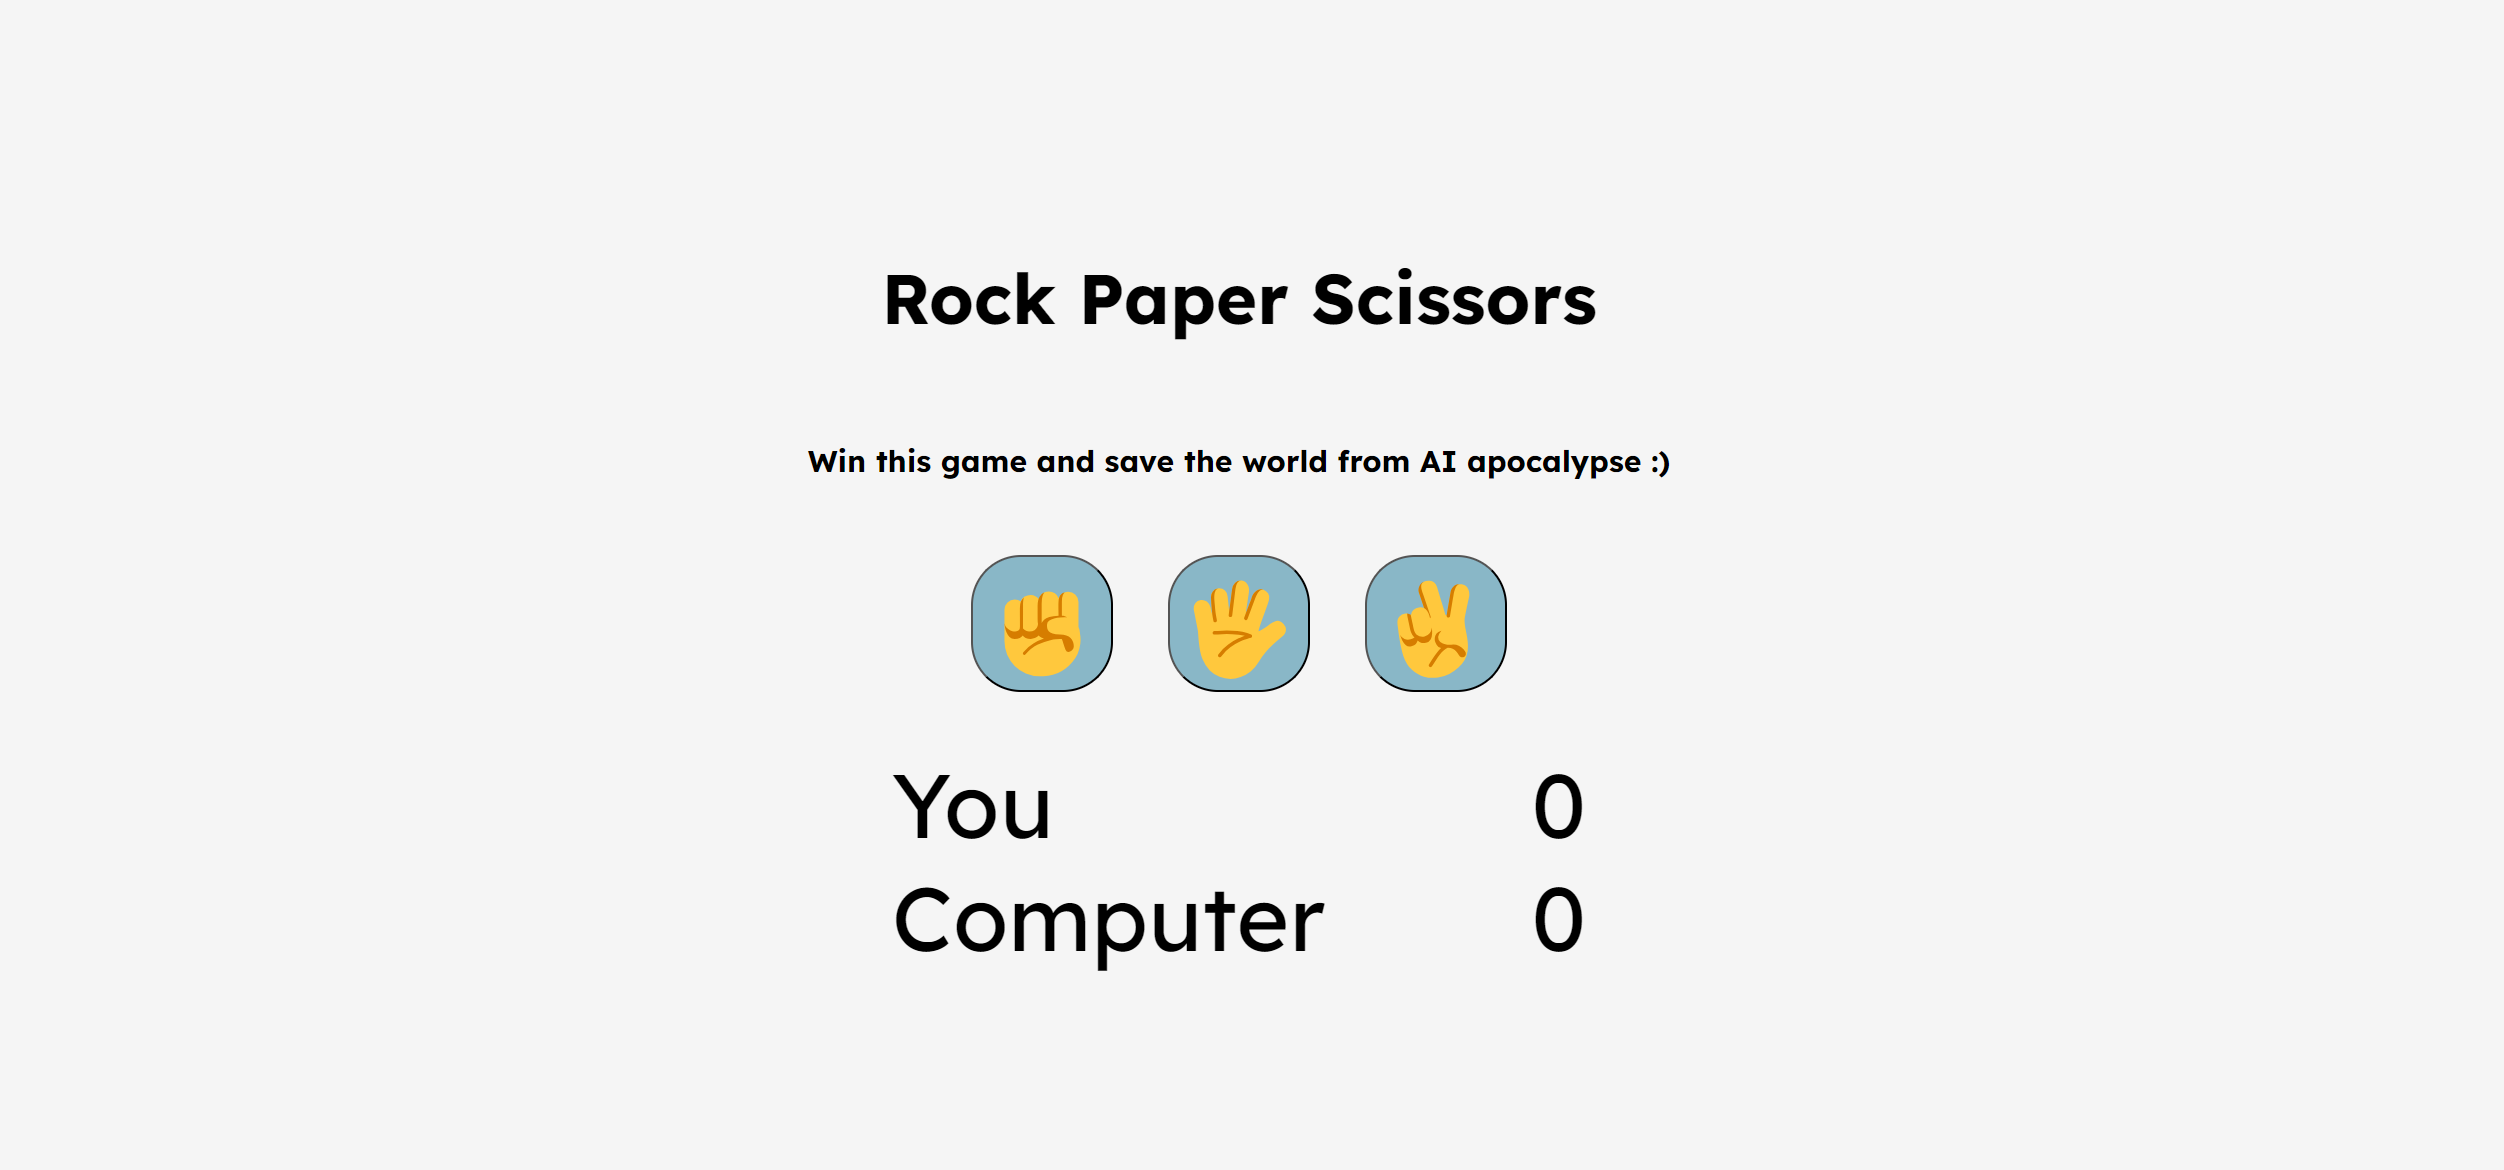 Rock Paper Scissors
Win this game and save the world from AI apocalypse :)
You 0
Computer 0